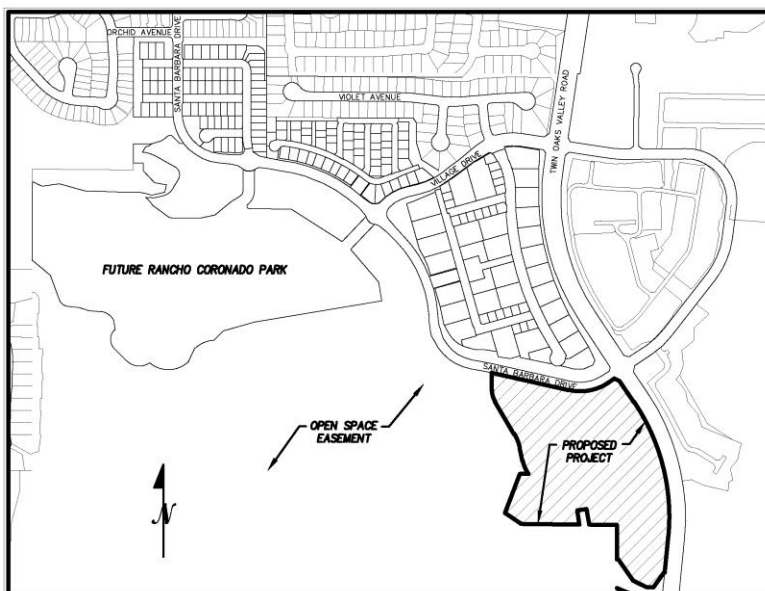 ORCHID AVENUE
SANTA BARBARA DRIVE
VIOLET AVENUE
TWIN OAKS VALLEY ROAD
VILLAGE DRIVE
FUTURE RANCHO CORONADO PARK
SANTA BARBARA DRIVE
OPEN SPACE
EASEMENT
PROPOSED
PROJECT
N